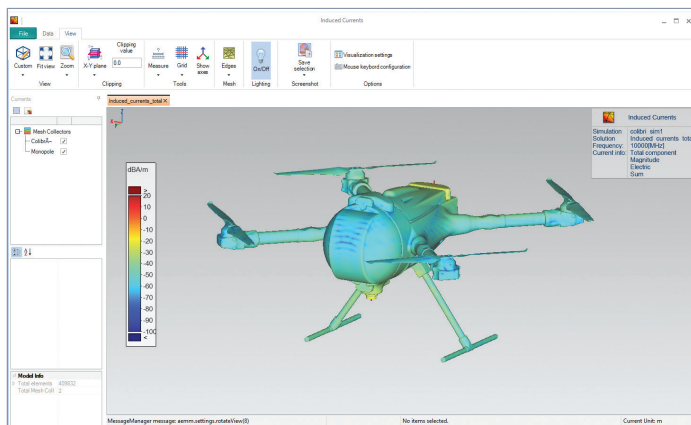 Induced Currents
File Data View
Custom Fit view Zoom
X-Y plane
Clipping value
0.0
Measure Grid Show axes
Edges
On/Off
Save selection
Visualization settings
Mouse keybord configuration
View Clipping Tools Mesh Lighting Screenshot Options
Currents
Induced_currents_total
Mesh Collectors
ColibrÃ-
Monopole
dBA/m
>
20
10
0
-10
-20
-30
-40
-50
-60
-70
-80
-90
-100
<
Induced Currents
Simulation colibri_sim1
Solution Induced_currents_tota
Frequency: 10000[MHz]
Current info: Total component
Magnitude
Electric
Sum
Model Info
Total elements 409832
Total Mesh Coll 2
MessageManager message: aemm.settings.rotateView(8) No items selected. Current Unit: m